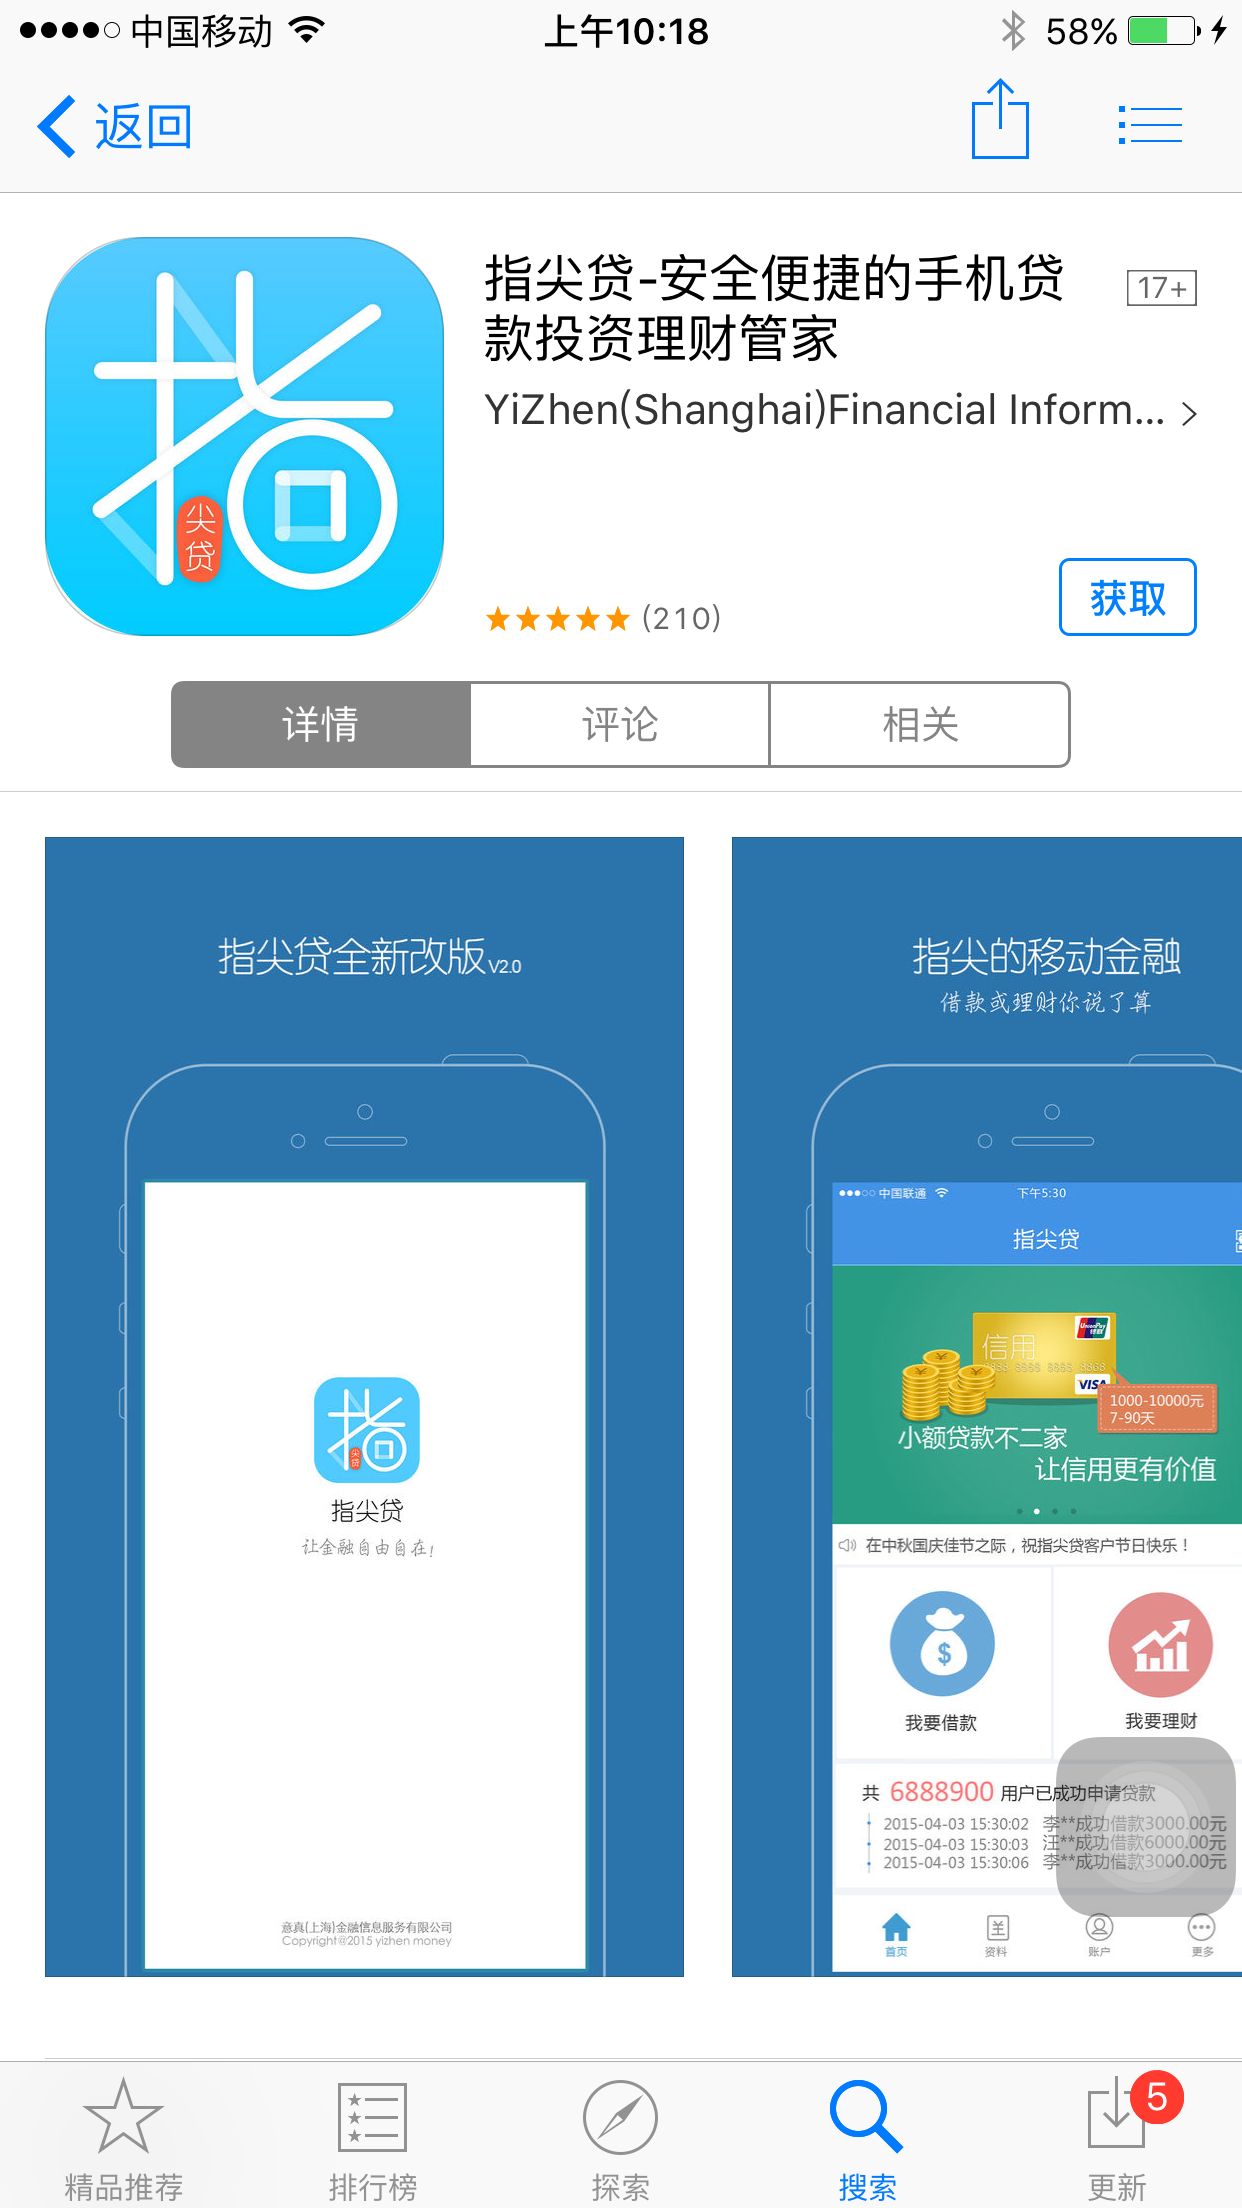 中国移动
上午10:18
58%
返回
指尖贷
指尖贷-安全便捷的手机贷
款投资理财管家
17+
YiZhen(Shanghai)Financial Inform...
(210)
获取
详情
评论
相关
指尖贷全新改版V2.0
指尖贷
指尖贷
让金融自由自在!
意真(上海)金融信息服务有限公司
Copyright@2015 yizhen money
指尖的移动金融
借款或理财你说了算
中国联通
下午5:30
指尖贷
信用
UnionPay
银联
8888 8888 8888 8888
VISA
1000-10000元
7-90天
小额贷款不二家
让信用更有价值
在中秋国庆佳节之际，祝指尖贷客户节日快乐！
我要借款
我要理财
共 6888900 用户已成功申请贷款
2015-04-03 15:30:02 李**成功借款3000.00元
2015-04-03 15:30:03 汪**成功借款6000.00元
2015-04-03 15:30:06 李**成功借款3000.00元
首页
资料
账户
更多
精品推荐
排行榜
探索
搜索
5
更新